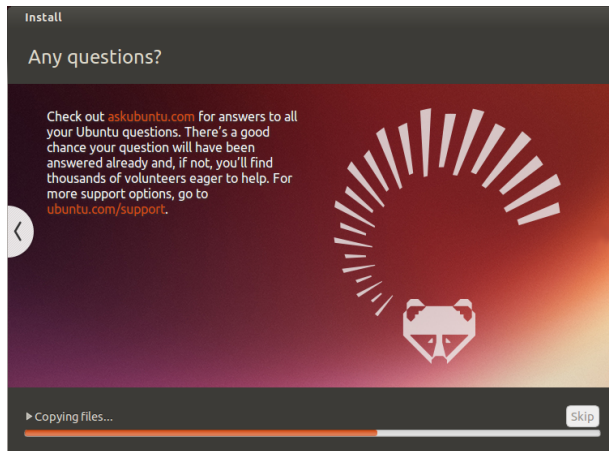 Install
Any questions?
Check out askubuntu.com for answers to all
your Ubuntu questions. There's a good
chance your question will have been
answered already and, if not, you'll find
thousands of volunteers eager to help. For
more support options, go to
ubuntu.com/support.
Copying files...
Skip